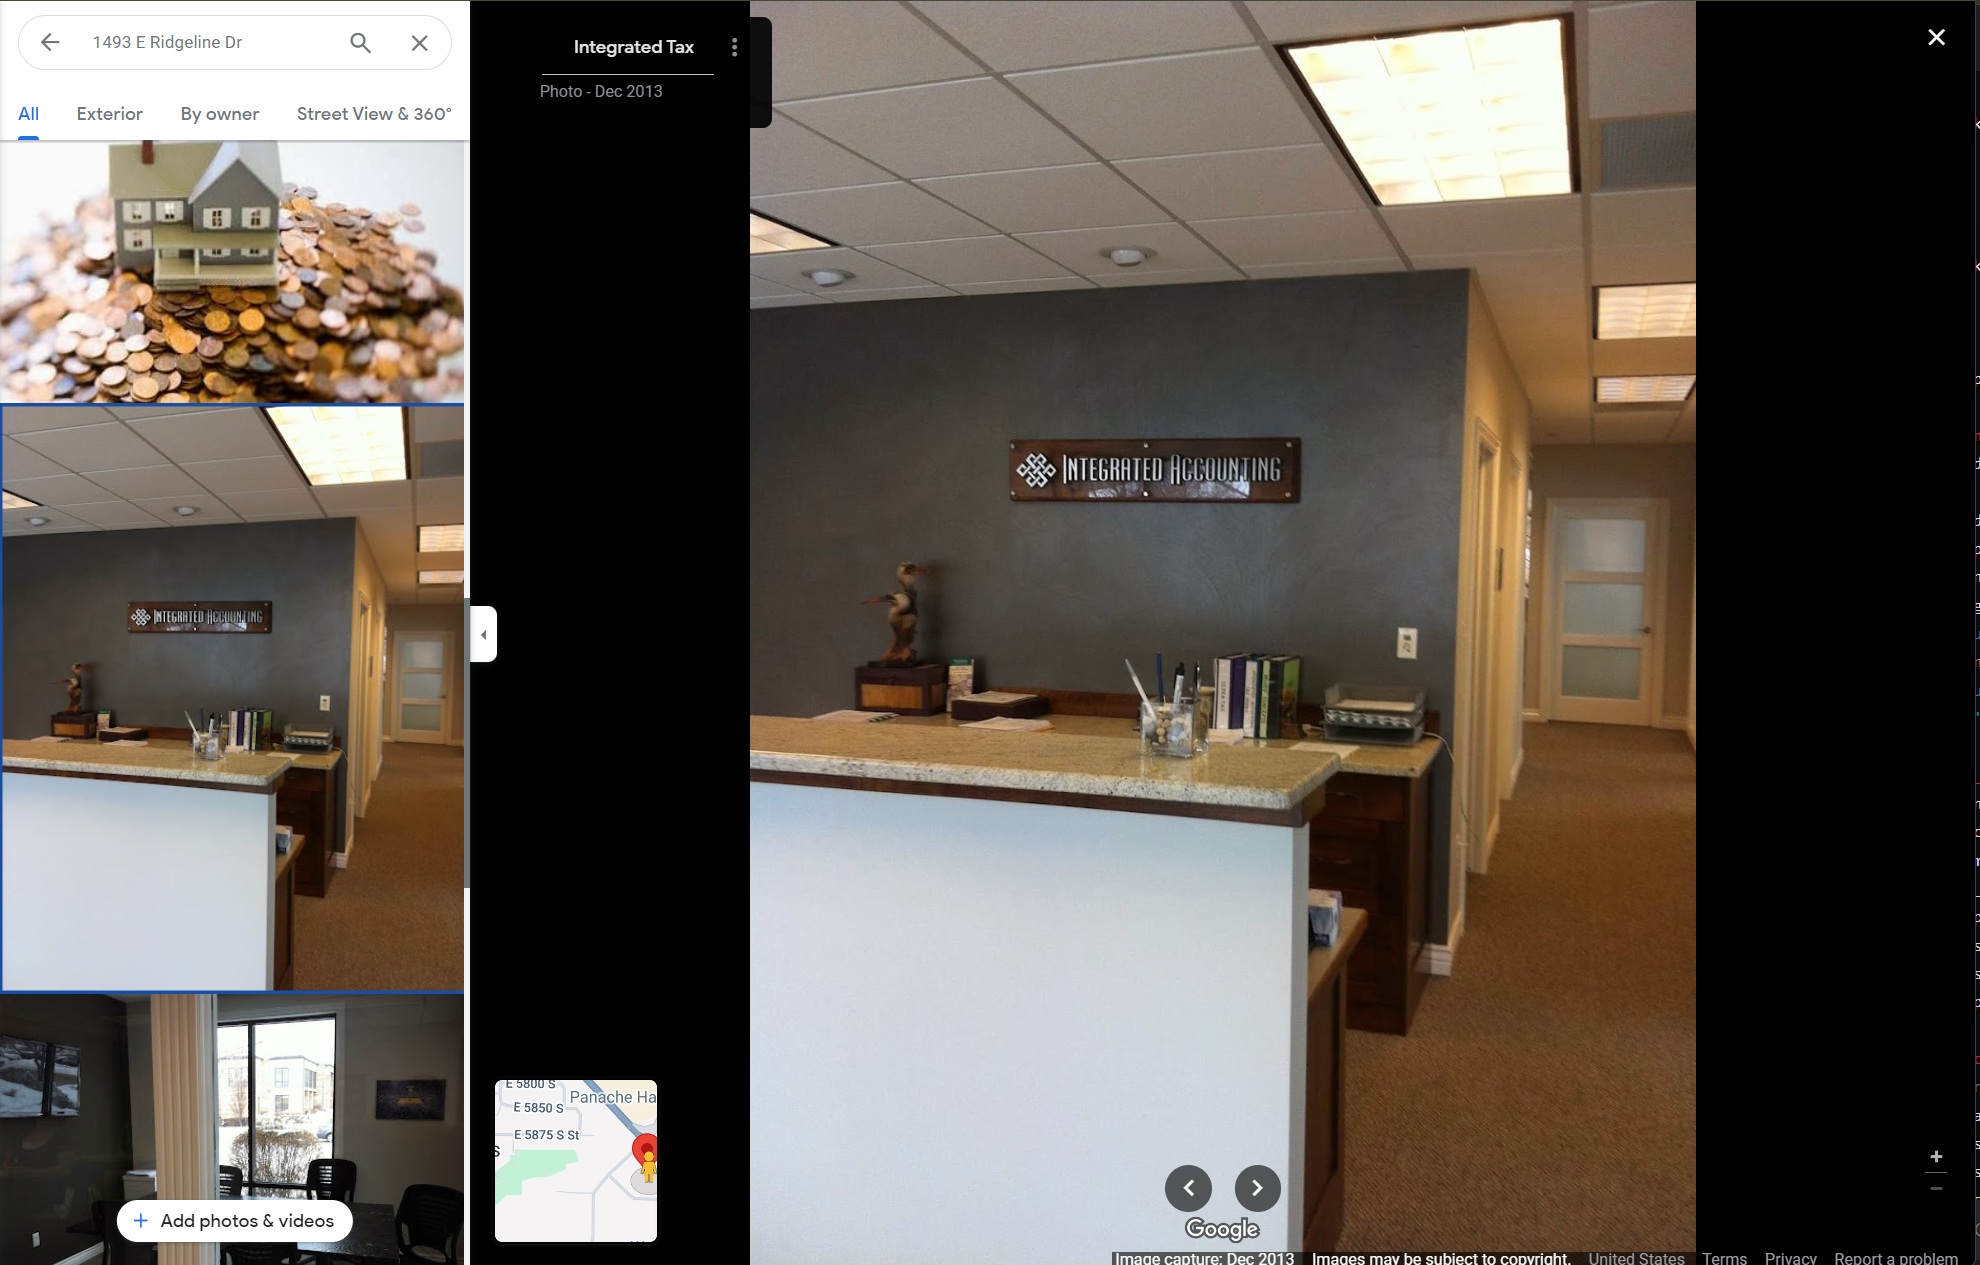 1493 E Ridgeline Dr
All Exterior By owner Street View & 360°
Integrated Tax
Photo - Dec 2013
INTEGRATED ACCOUNTING
INTEGRATED ACCOUNTING
E 5800 S
Panache Ha
E 5850 S
E 5875 S St
S
Add photos & videos
Google
Image capture: Dec 2013 Images may be subject to copyright. United States Terms Privacy Report a problem